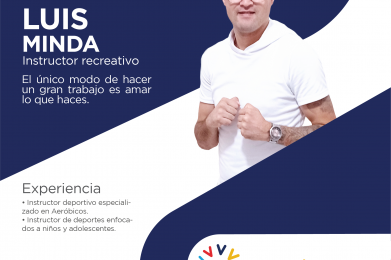 LUIS
MINDA
Instructor recreativo
El único modo de hacer
un gran trabajo es amar
lo que haces.
Experiencia
• Instructor deportivo especiali-
zado en Aeróbicos.
• Instructor de deportes enfoca-
dos a niños y adolescentes.